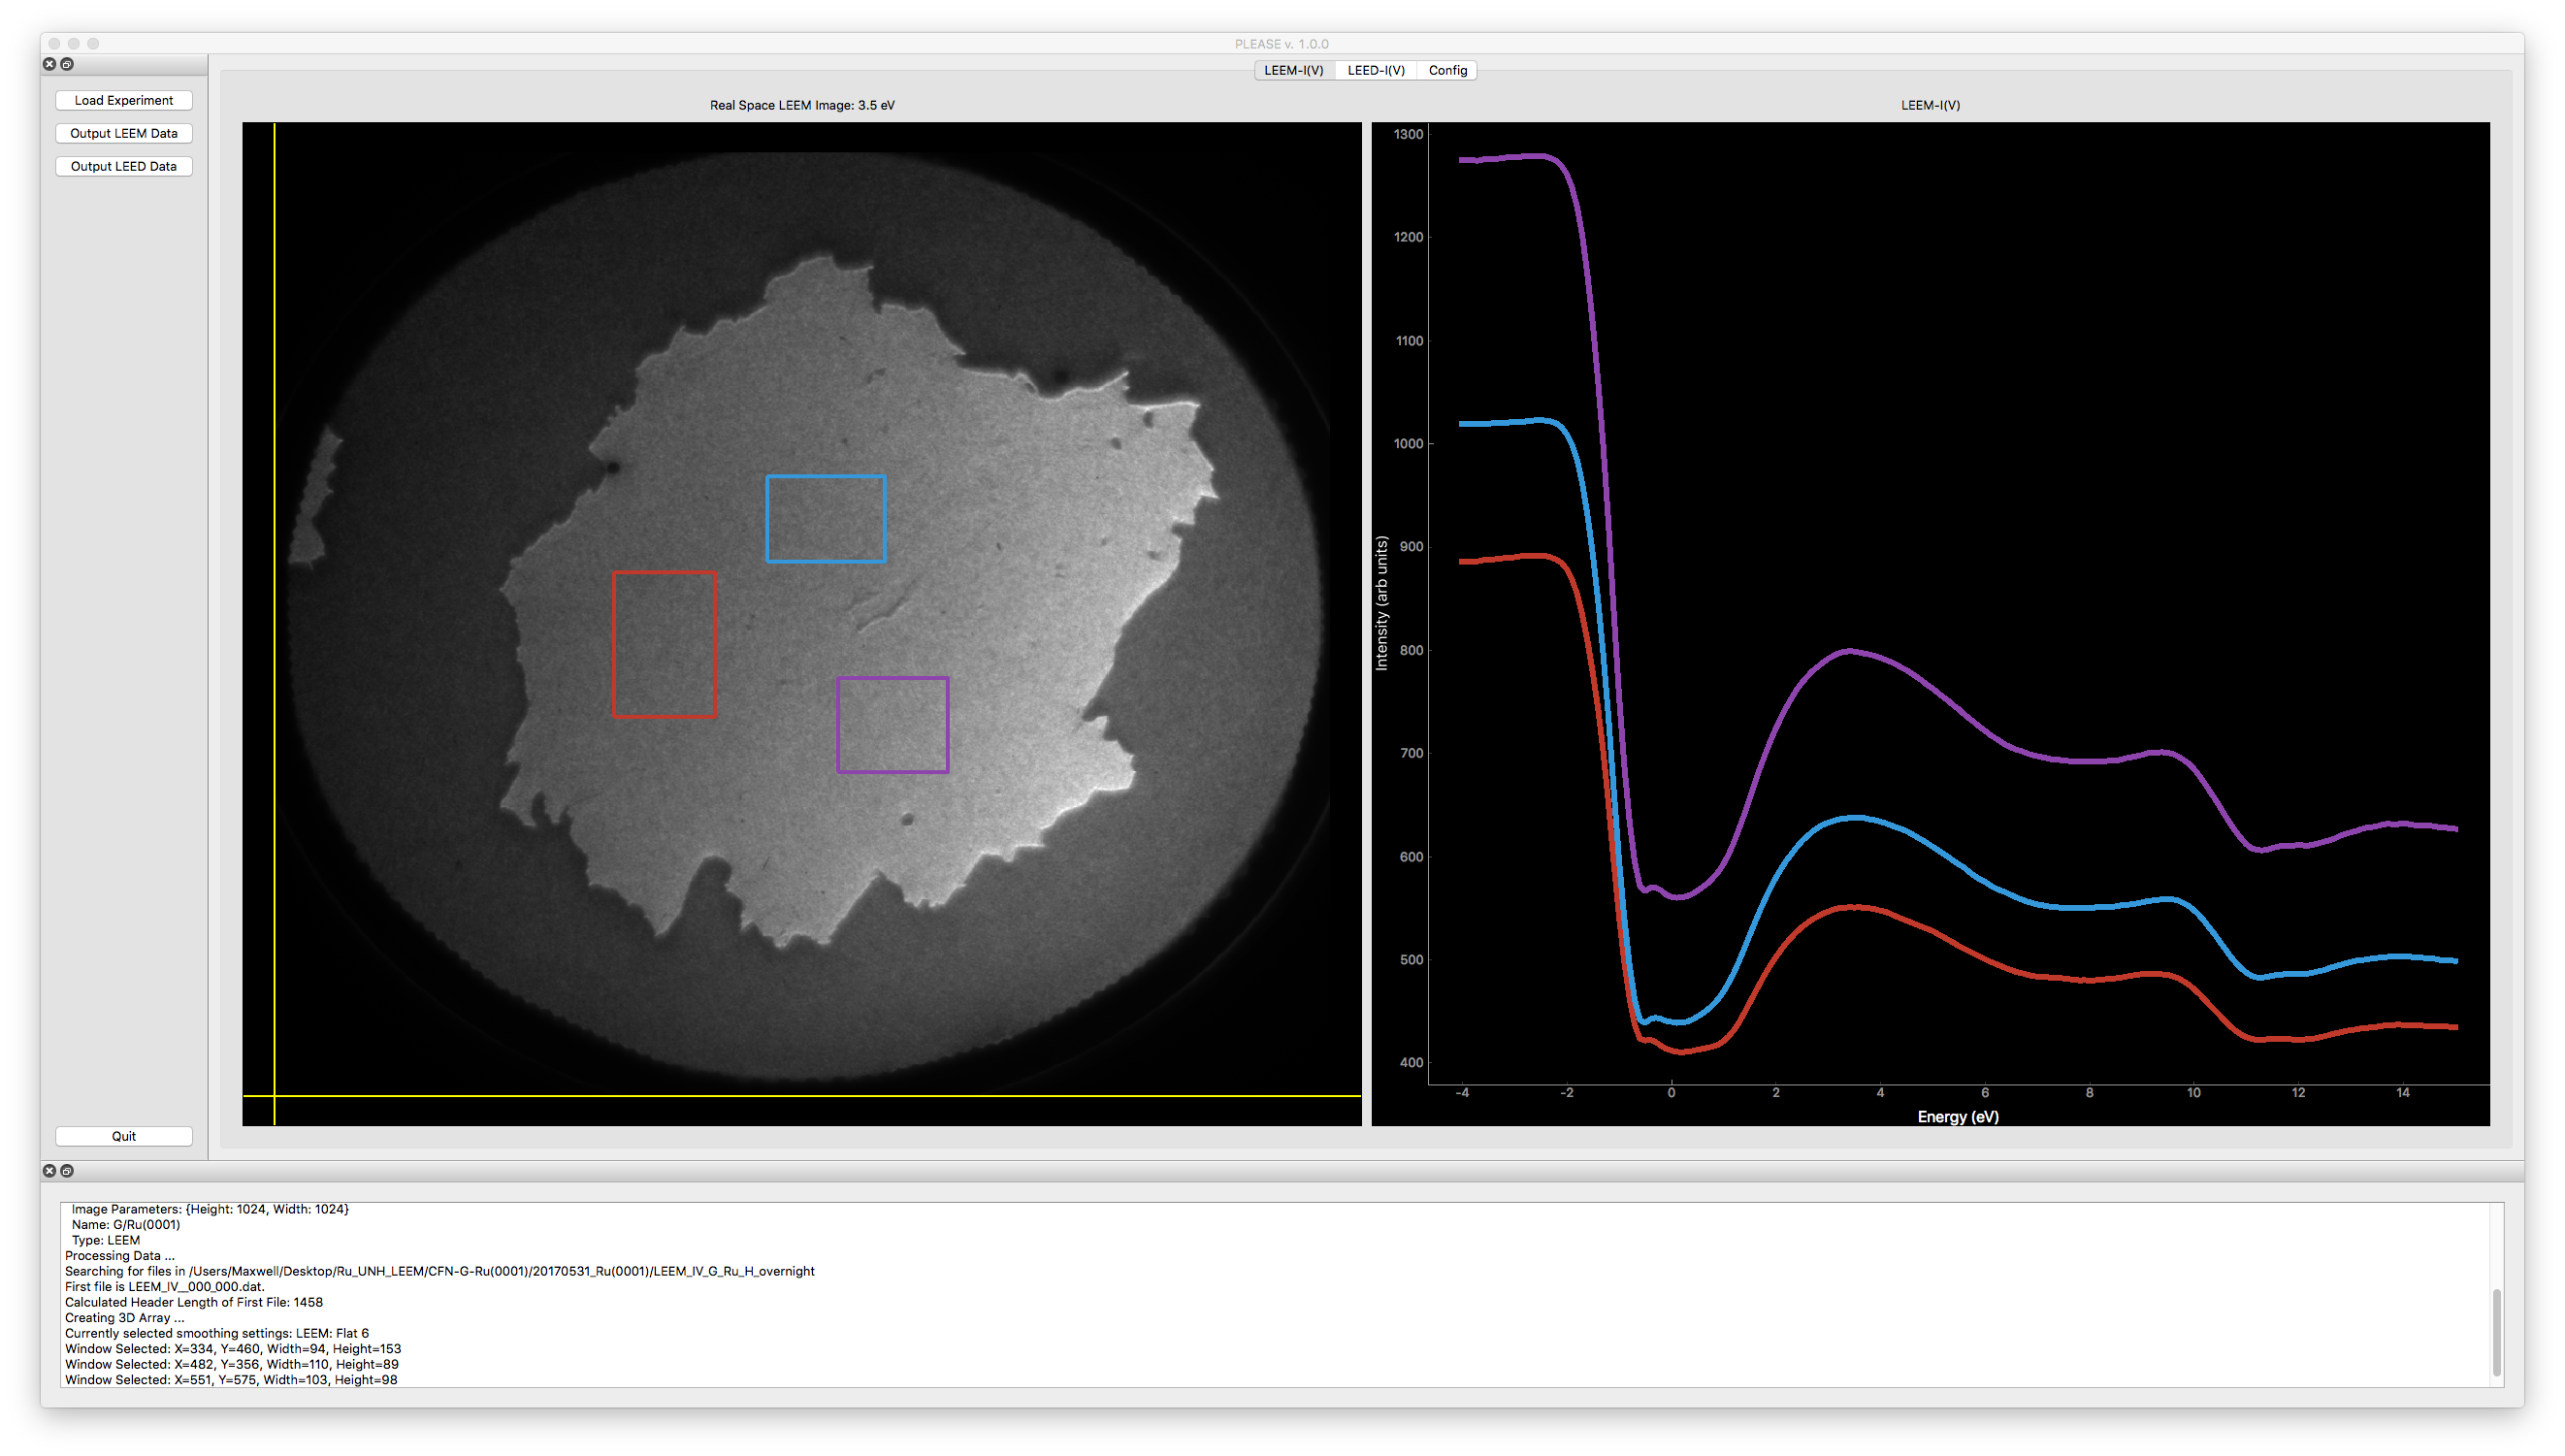 PLEASE v. 1.0.0
LEEM-I(V) LEED-I(V) Config
Load Experiment
Output LEEM Data
Output LEED Data
Quit
Real Space LEEM Image: 3.5 eV
LEEM-I(V)
1300
1200
1100
1000
900
800
700
600
500
400
Intensity (arb units)
-4 -2 0 2 4 6 8 10 12 14
Energy (eV)
Image Parameters: {Height: 1024, Width: 1024}
Name: G/Ru(0001)
Type: LEEM
Processing Data ...
Searching for files in /Users/Maxwell/Desktop/Ru_UNH_LEEM/CFN-G-Ru(0001)/20170531_Ru(0001)/LEEM_IV_G_Ru_H_overnight
First file is LEEM_IV__000_000.dat.
Calculated Header Length of First File: 1458
Creating 3D Array ...
Currently selected smoothing settings: LEEM: Flat 6
Window Selected: X=334, Y=460, Width=94, Height=153
Window Selected: X=482, Y=356, Width=110, Height=89
Window Selected: X=551, Y=575, Width=103, Height=98